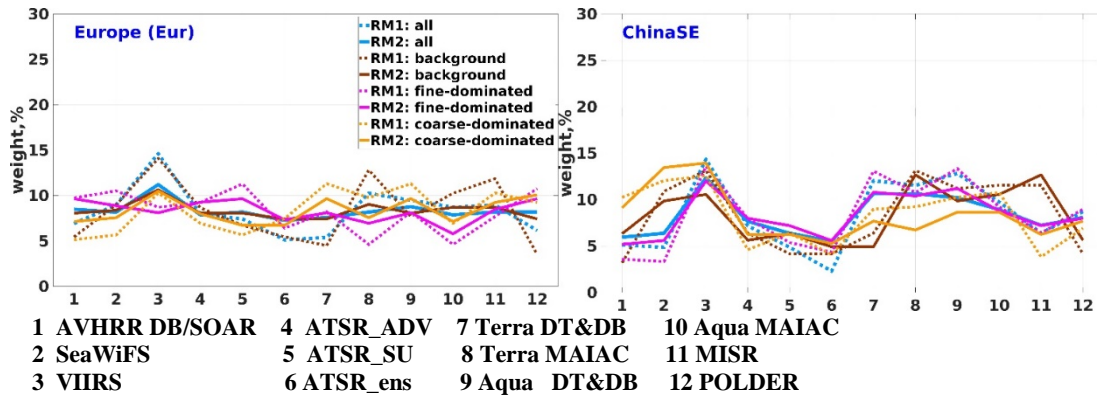 Europe (Eur)
RM1: all
RM2: all
RM1: background
RM2: background
RM1: fine-dominated
RM2: fine-dominated
RM1: coarse-dominated
RM2: coarse-dominated
weight,%
30
25
20
15
10
5
0
1 2 3 4 5 6 7 8 9 10 11 12
ChinaSE
weight,%
30
25
20
15
10
5
0
1 2 3 4 5 6 7 8 9 10 11 12
1 AVHRR DB/SOAR 4 ATSR_ADV 7 Terra DT&DB 10 Aqua MAIAC
2 SeaWiFS 5 ATSR_SU 8 Terra MAIAC 11 MISR
3 VIIRS 6 ATSR_ens 9 Aqua DT&DB 12 POLDER